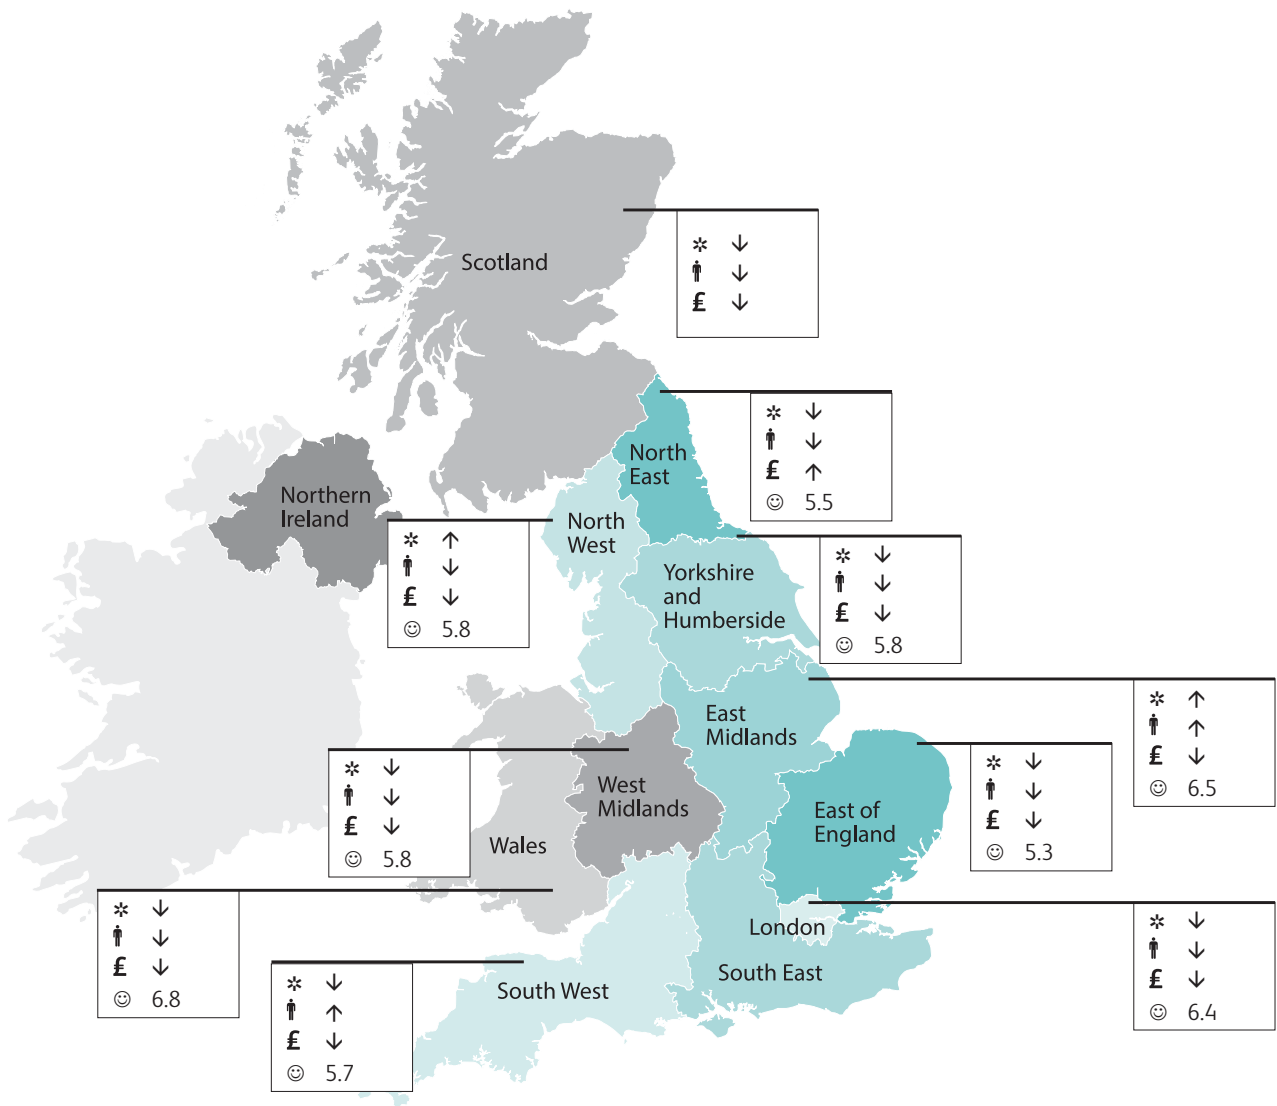 Scotland
✲ ↓
↓
£ ↓
✲ ↓
↓
£ ↑
☺ 5.5
North
East
Northern
Ireland
North
West
✲ ↑
↓
£ ↓
☺ 5.8
✲ ↓
↓
£ ↓
☺ 5.8
Yorkshire
and
Humberside
✲ ↑
↑
£ ↓
☺ 6.5
East
Midlands
✲ ↓
↓
£ ↓
☺ 5.3
✲ ↓
↓
£ ↓
☺ 5.8
West
Midlands
East of
England
Wales
✲ ↓
↓
£ ↓
☺ 6.8
London
✲ ↓
↓
£ ↓
☺ 6.4
South East
South West
✲ ↓
↑
£ ↓
☺ 5.7